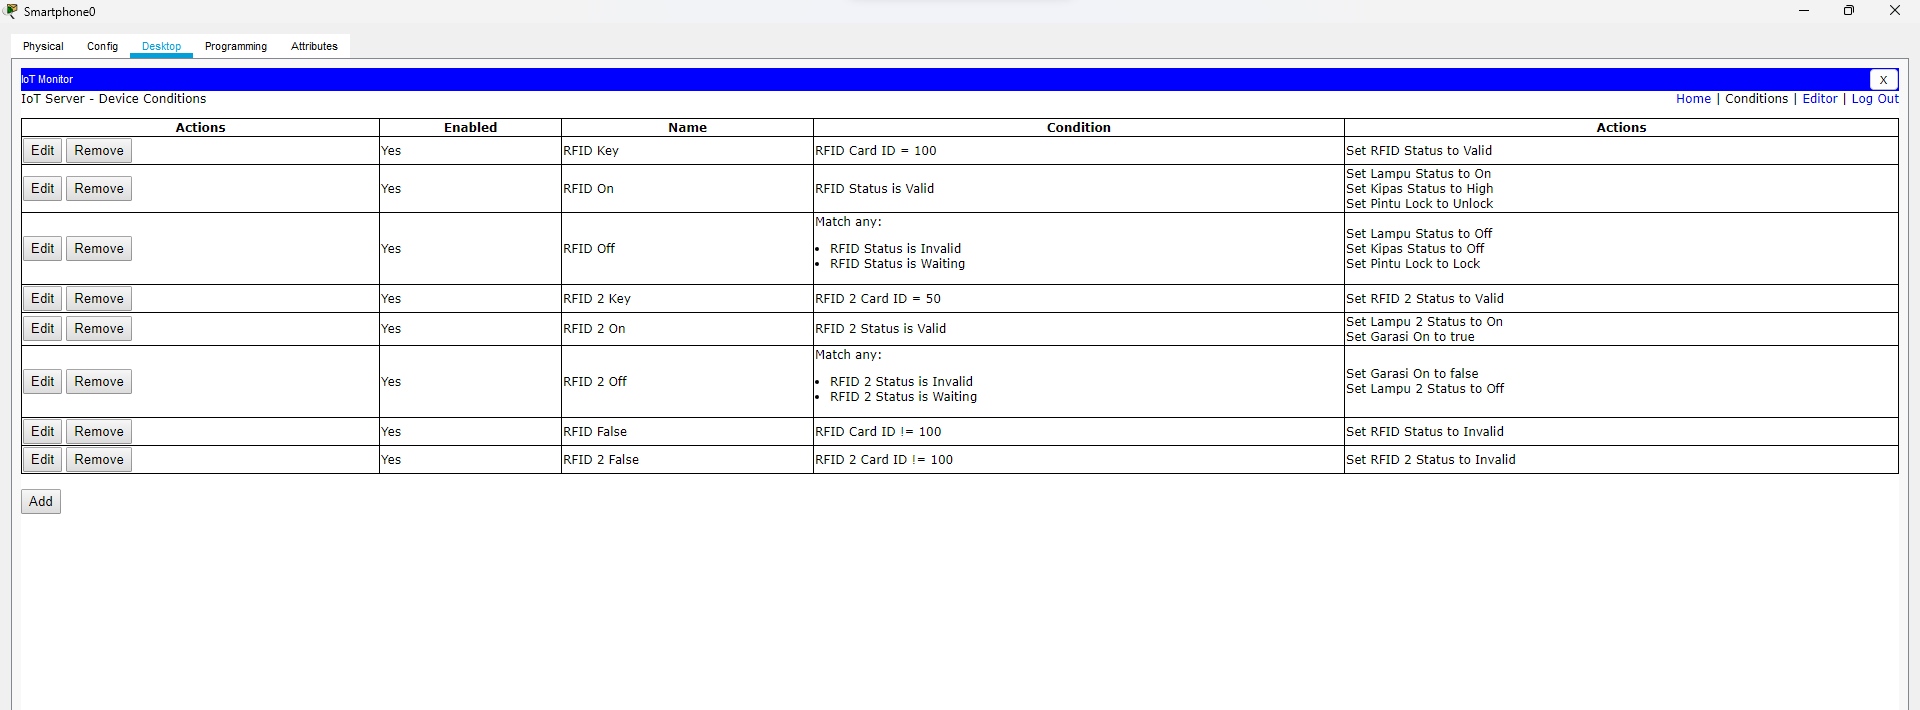 Smartphone0
Physical Config Desktop Programming Attributes
IoT Monitor X
IoT Server - Device Conditions Home | Conditions | Editor | Log Out
Actions Enabled Name Condition Actions
Edit Remove Yes RFID Key RFID Card ID = 100 Set RFID Status to Valid
Edit Remove Yes RFID On RFID Status is Valid Set Lampu Status to On
Set Kipas Status to High
Set Pintu Lock to Unlock
Edit Remove Yes RFID Off Match any:
• RFID Status is Invalid
• RFID Status is Waiting
Set Lampu Status to Off
Set Kipas Status to Off
Set Pintu Lock to Lock
Edit Remove Yes RFID 2 Key RFID 2 Card ID = 50 Set RFID 2 Status to Valid
Edit Remove Yes RFID 2 On RFID 2 Status is Valid Set Lampu 2 Status to On
Set Garasi On to true
Edit Remove Yes RFID 2 Off Match any:
• RFID 2 Status is Invalid
• RFID 2 Status is Waiting
Set Garasi On to false
Set Lampu 2 Status to Off
Edit Remove Yes RFID False RFID Card ID != 100 Set RFID Status to Invalid
Edit Remove Yes RFID 2 False RFID 2 Card ID != 100 Set RFID 2 Status to Invalid
Add